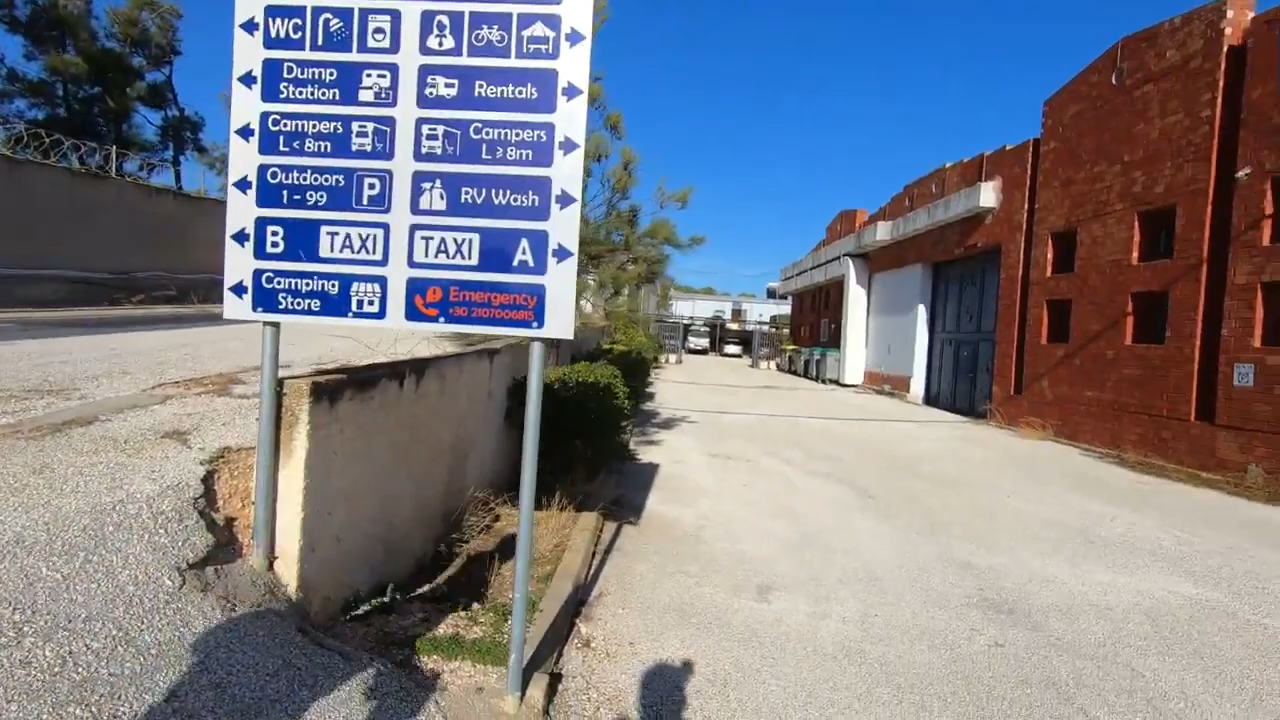 WC
Dump
Station
Rentals
Campers
L < 8m
Campers
L ≥ 8m
Outdoors
1 - 99
P
RV Wash
B TAXI
TAXI A
Camping
Store
Emergency
+30 2107006815